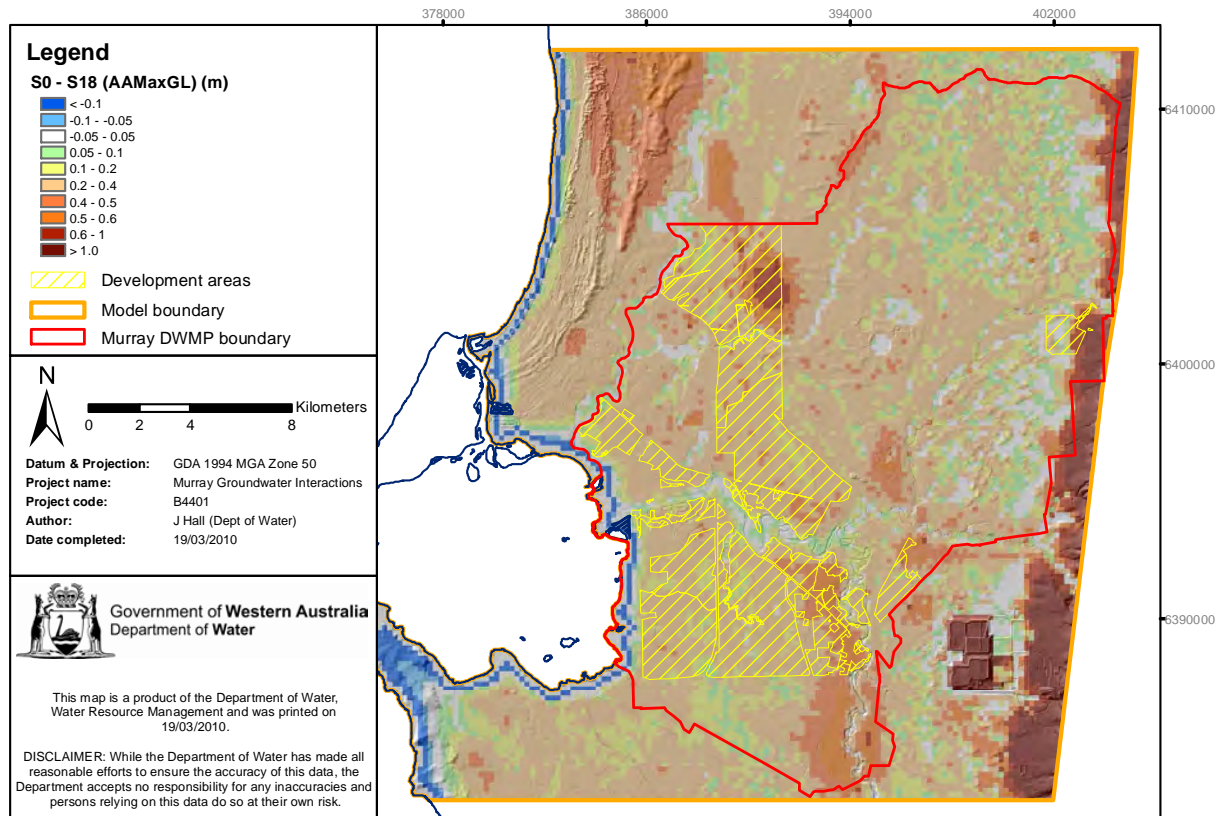 378000
386000
394000
402000
Legend
S0 - S18 (AAMaxGL) (m)
< -0.1
-0.1 - -0.05
-0.05 - 0.05
0.05 - 0.1
0.1 - 0.2
0.2 - 0.4
0.4 - 0.5
0.5 - 0.6
0.6 - 1
> 1.0
Development areas
Model boundary
Murray DWMP boundary
N
Kilometers
0 2 4 8
Datum & Projection: GDA 1994 MGA Zone 50
Project name: Murray Groundwater Interactions
Project code: B4401
Author: J Hall (Dept of Water)
Date completed: 19/03/2010
Government of Western Australia
Department of Water
This map is a product of the Department of Water,
Water Resource Management and was printed on
19/03/2010.
DISCLAIMER: While the Department of Water has made all
reasonable efforts to ensure the accuracy of this data, the
Department accepts no responsibility for any inaccuracies and
persons relying on this data do so at their own risk.
6410000
6400000
6390000